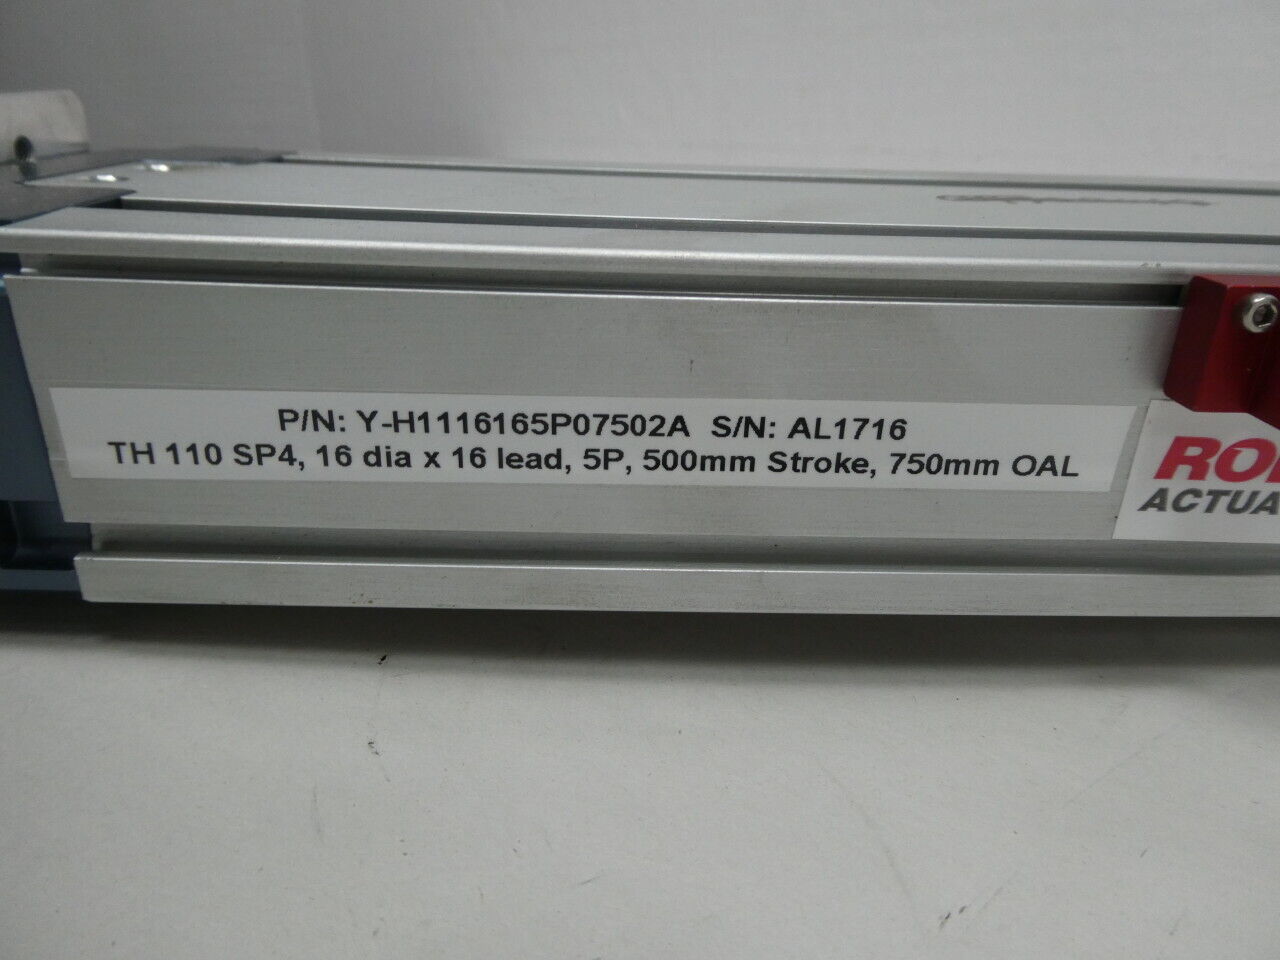 P/N: Y-H1116165P07502A S/N: AL1716
TH 110 SP4, 16 dia x 16 lead, 5P, 500mm Stroke, 750mm OAL